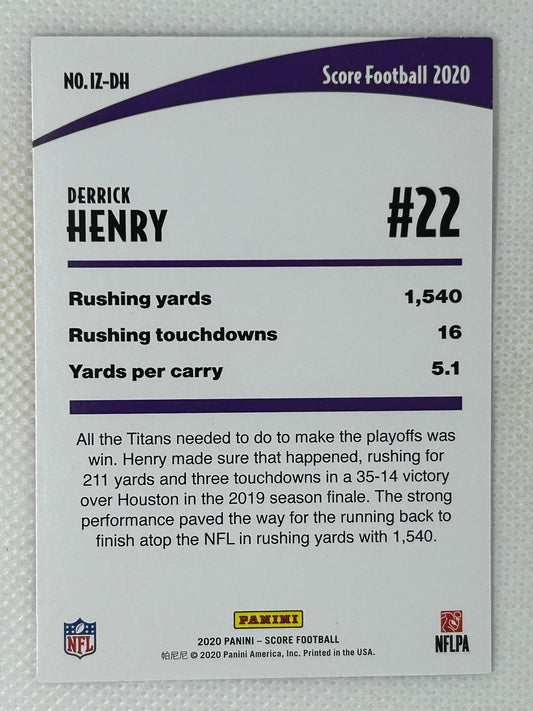 NO. IZ-DH
Score Football 2020
DERRICK
HENRY
#22
Rushing yards 1,540
Rushing touchdowns 16
Yards per carry 5.1
All the Titans needed to do to make the playoffs was
win. Henry made sure that happened, rushing for
211 yards and three touchdowns in a 35-14 victory
over Houston in the 2019 season finale. The strong
performance paved the way for the running back to
finish atop the NFL in rushing yards with 1,540.
NFL
PANINI
2020 PANINI – SCORE FOOTBALL
帕尼尼 © 2020 Panini America, Inc. Printed in the USA.
NFLPA